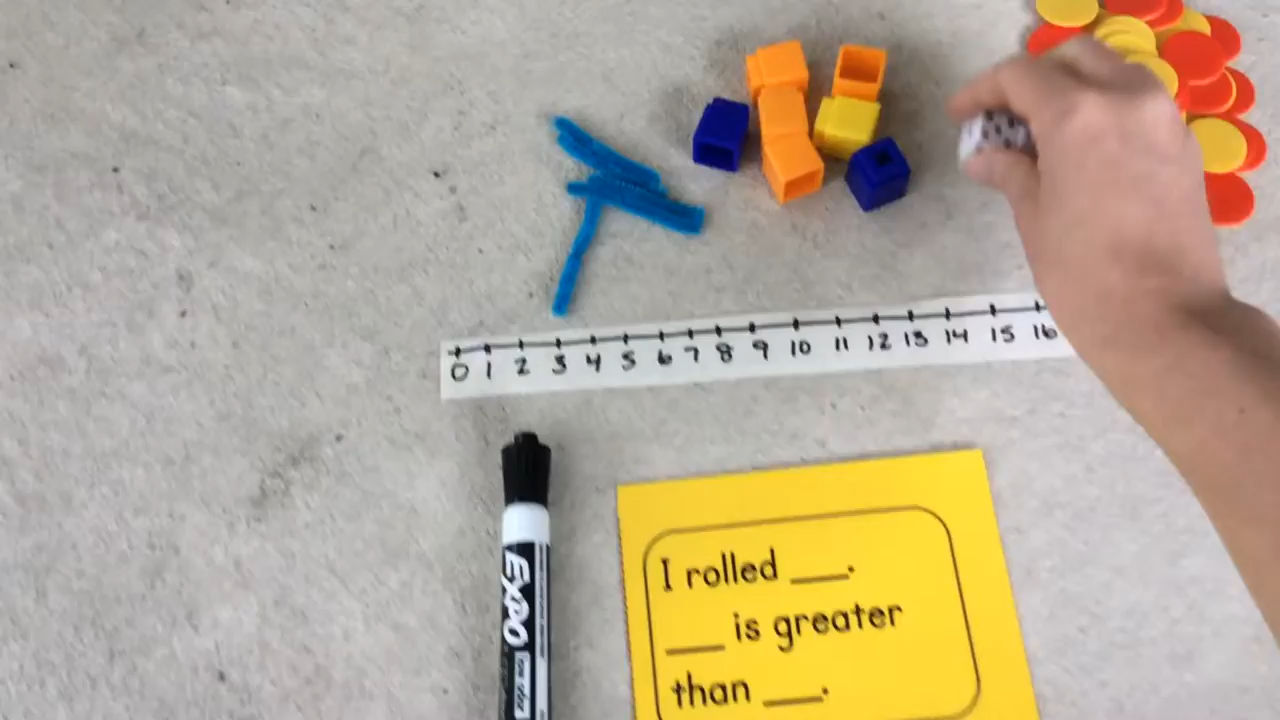 0 1 2 3 4 5 6 7 8 9 10 11 12 13 14 15 16
EXPO
I rolled ___.
___ is greater
than ___.